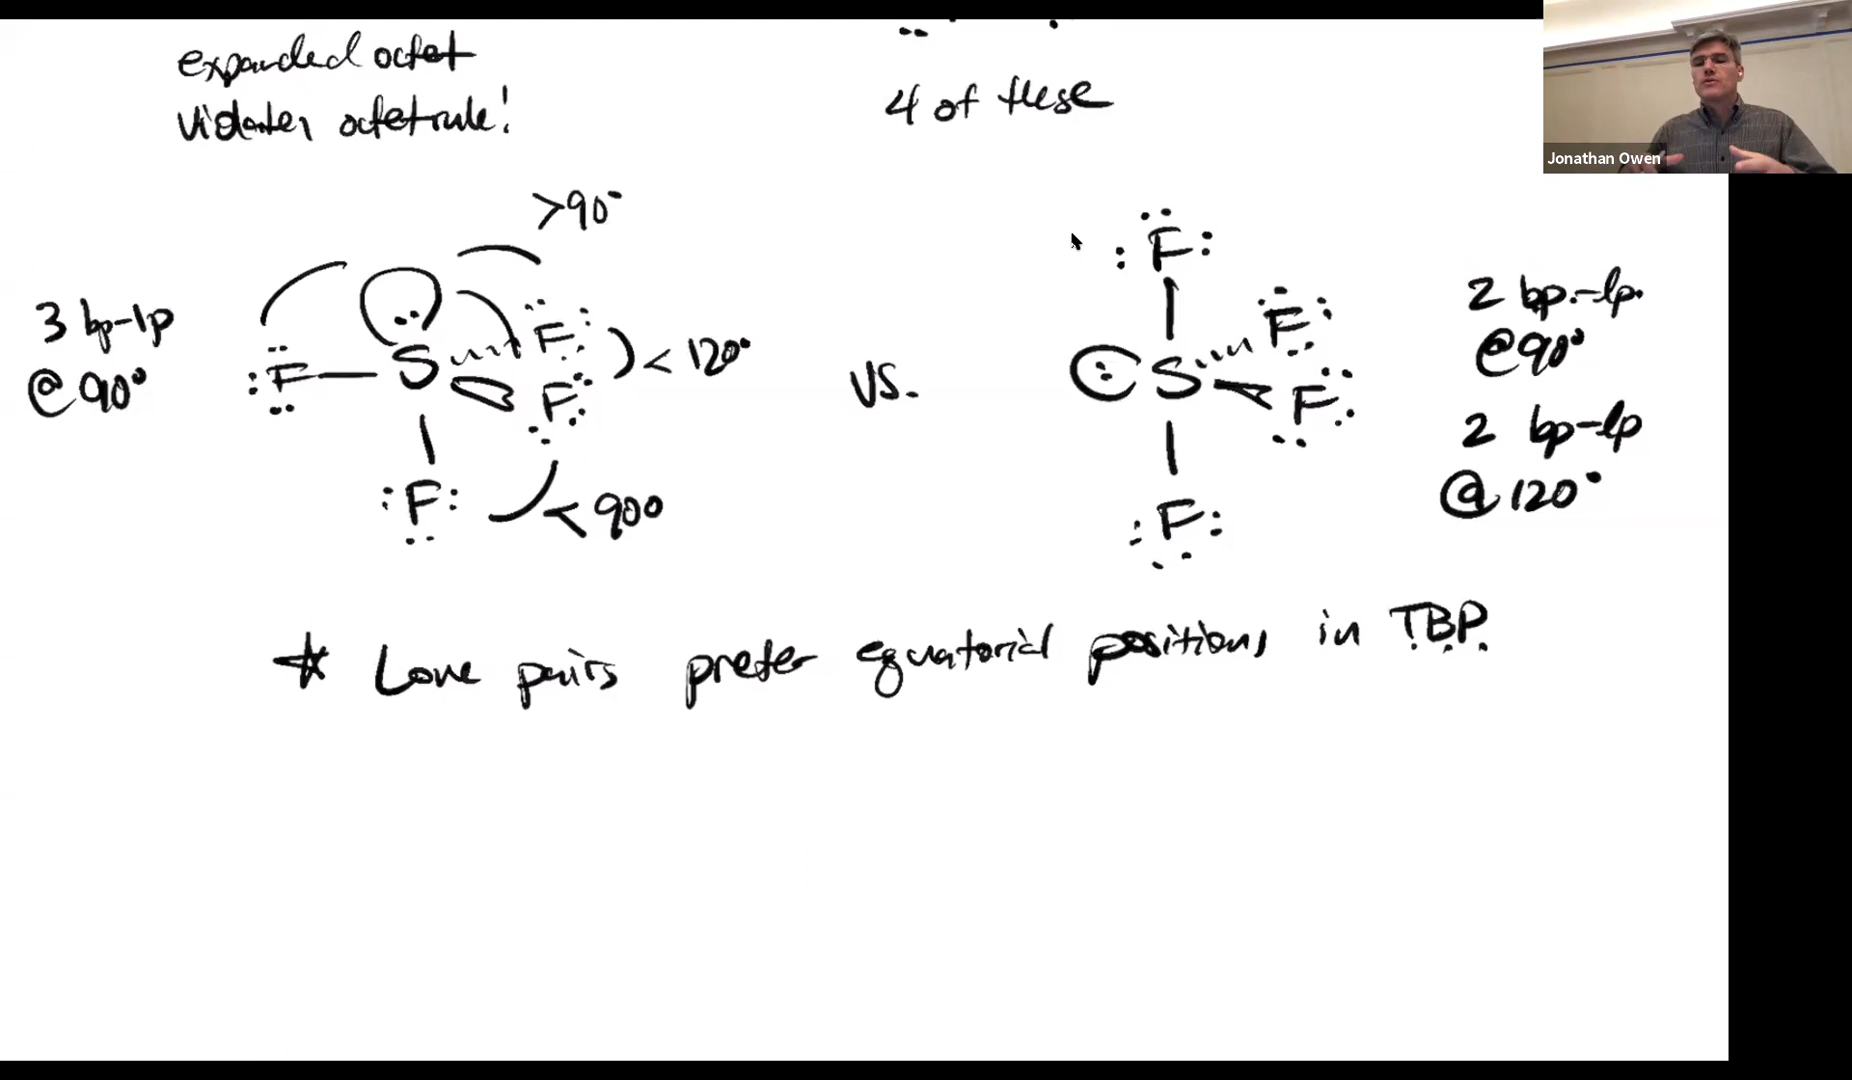 expanded octet
violates octet rule!
4 of these
Jonathan Owen
>90°
3 bp-lp
@ 90°
:F—S F F
<120°
F
<90°
vs.
F
:S F F
F
2 bp.-lp.
@90°
2 bp-lp
@ 120°
* Lone pairs prefer equatorial positions in TBP.